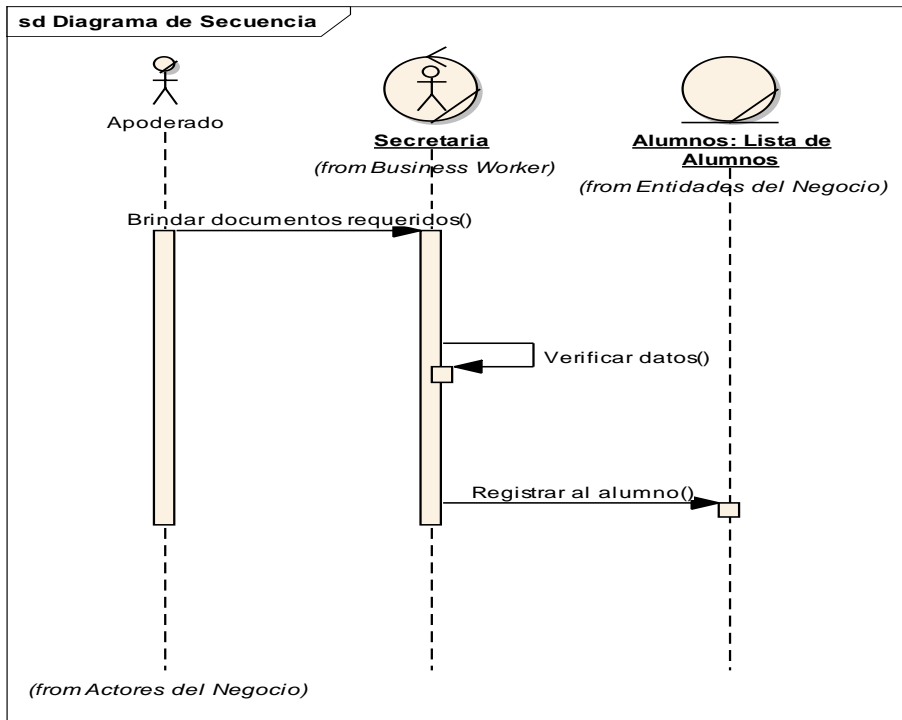 sd Diagrama de Secuencia
Apoderado
Secretaria
(from Business Worker)
Alumnos: Lista de
Alumnos
(from Entidades del Negocio)
Brindar documentos requeridos()
Verificar datos()
Registrar al alumno()
(from Actores del Negocio)